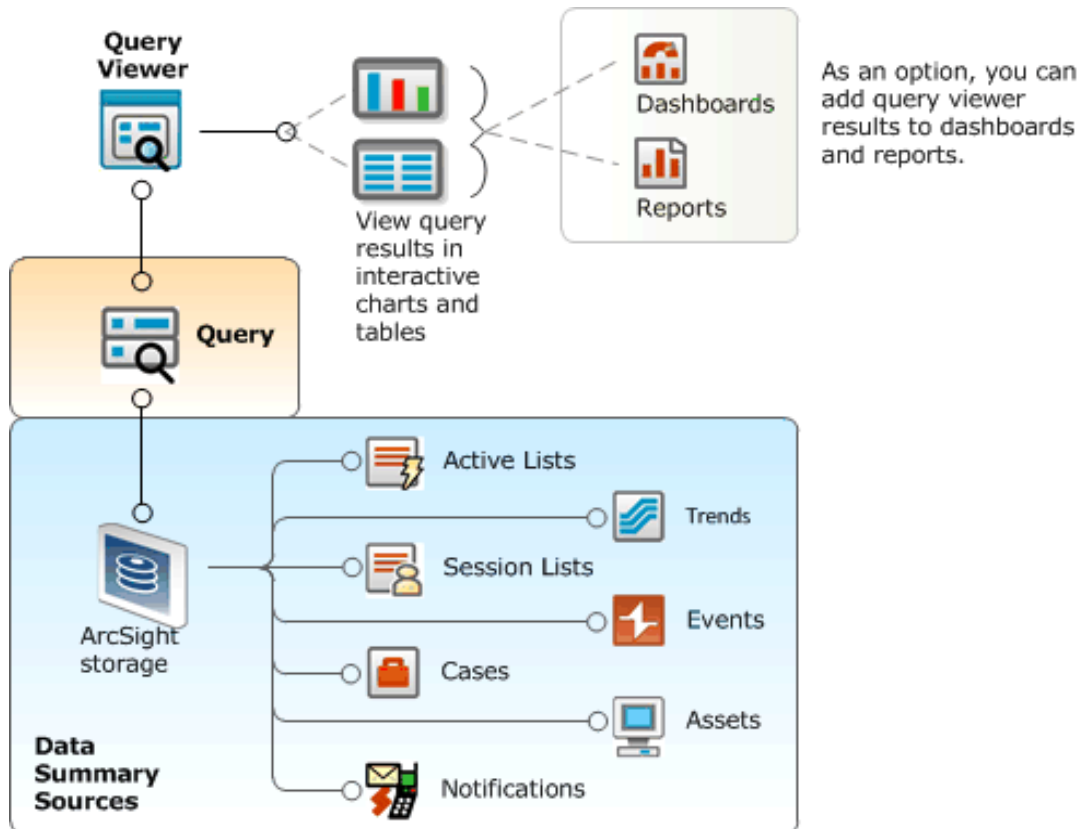 Query
Viewer
Dashboards
Reports
As an option, you can
add query viewer
results to dashboards
and reports.
View query
results in
interactive
charts and
tables
Query
Active Lists
Trends
Session Lists
Events
ArcSight
storage
Cases
Assets
Data
Summary
Sources
Notifications